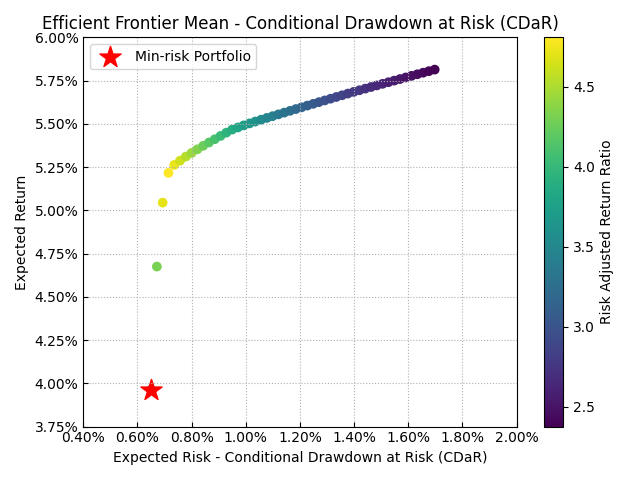 Efficient Frontier Mean - Conditional Drawdown at Risk (CDaR)
Min-risk Portfolio
6.00%
5.75%
5.50%
5.25%
5.00%
4.75%
4.50%
4.25%
4.00%
3.75%
Expected Return
0.40% 0.60% 0.80% 1.00% 1.20% 1.40% 1.60% 1.80% 2.00%
Expected Risk - Conditional Drawdown at Risk (CDaR)
4.5
4.0
3.5
3.0
2.5
Risk Adjusted Return Ratio